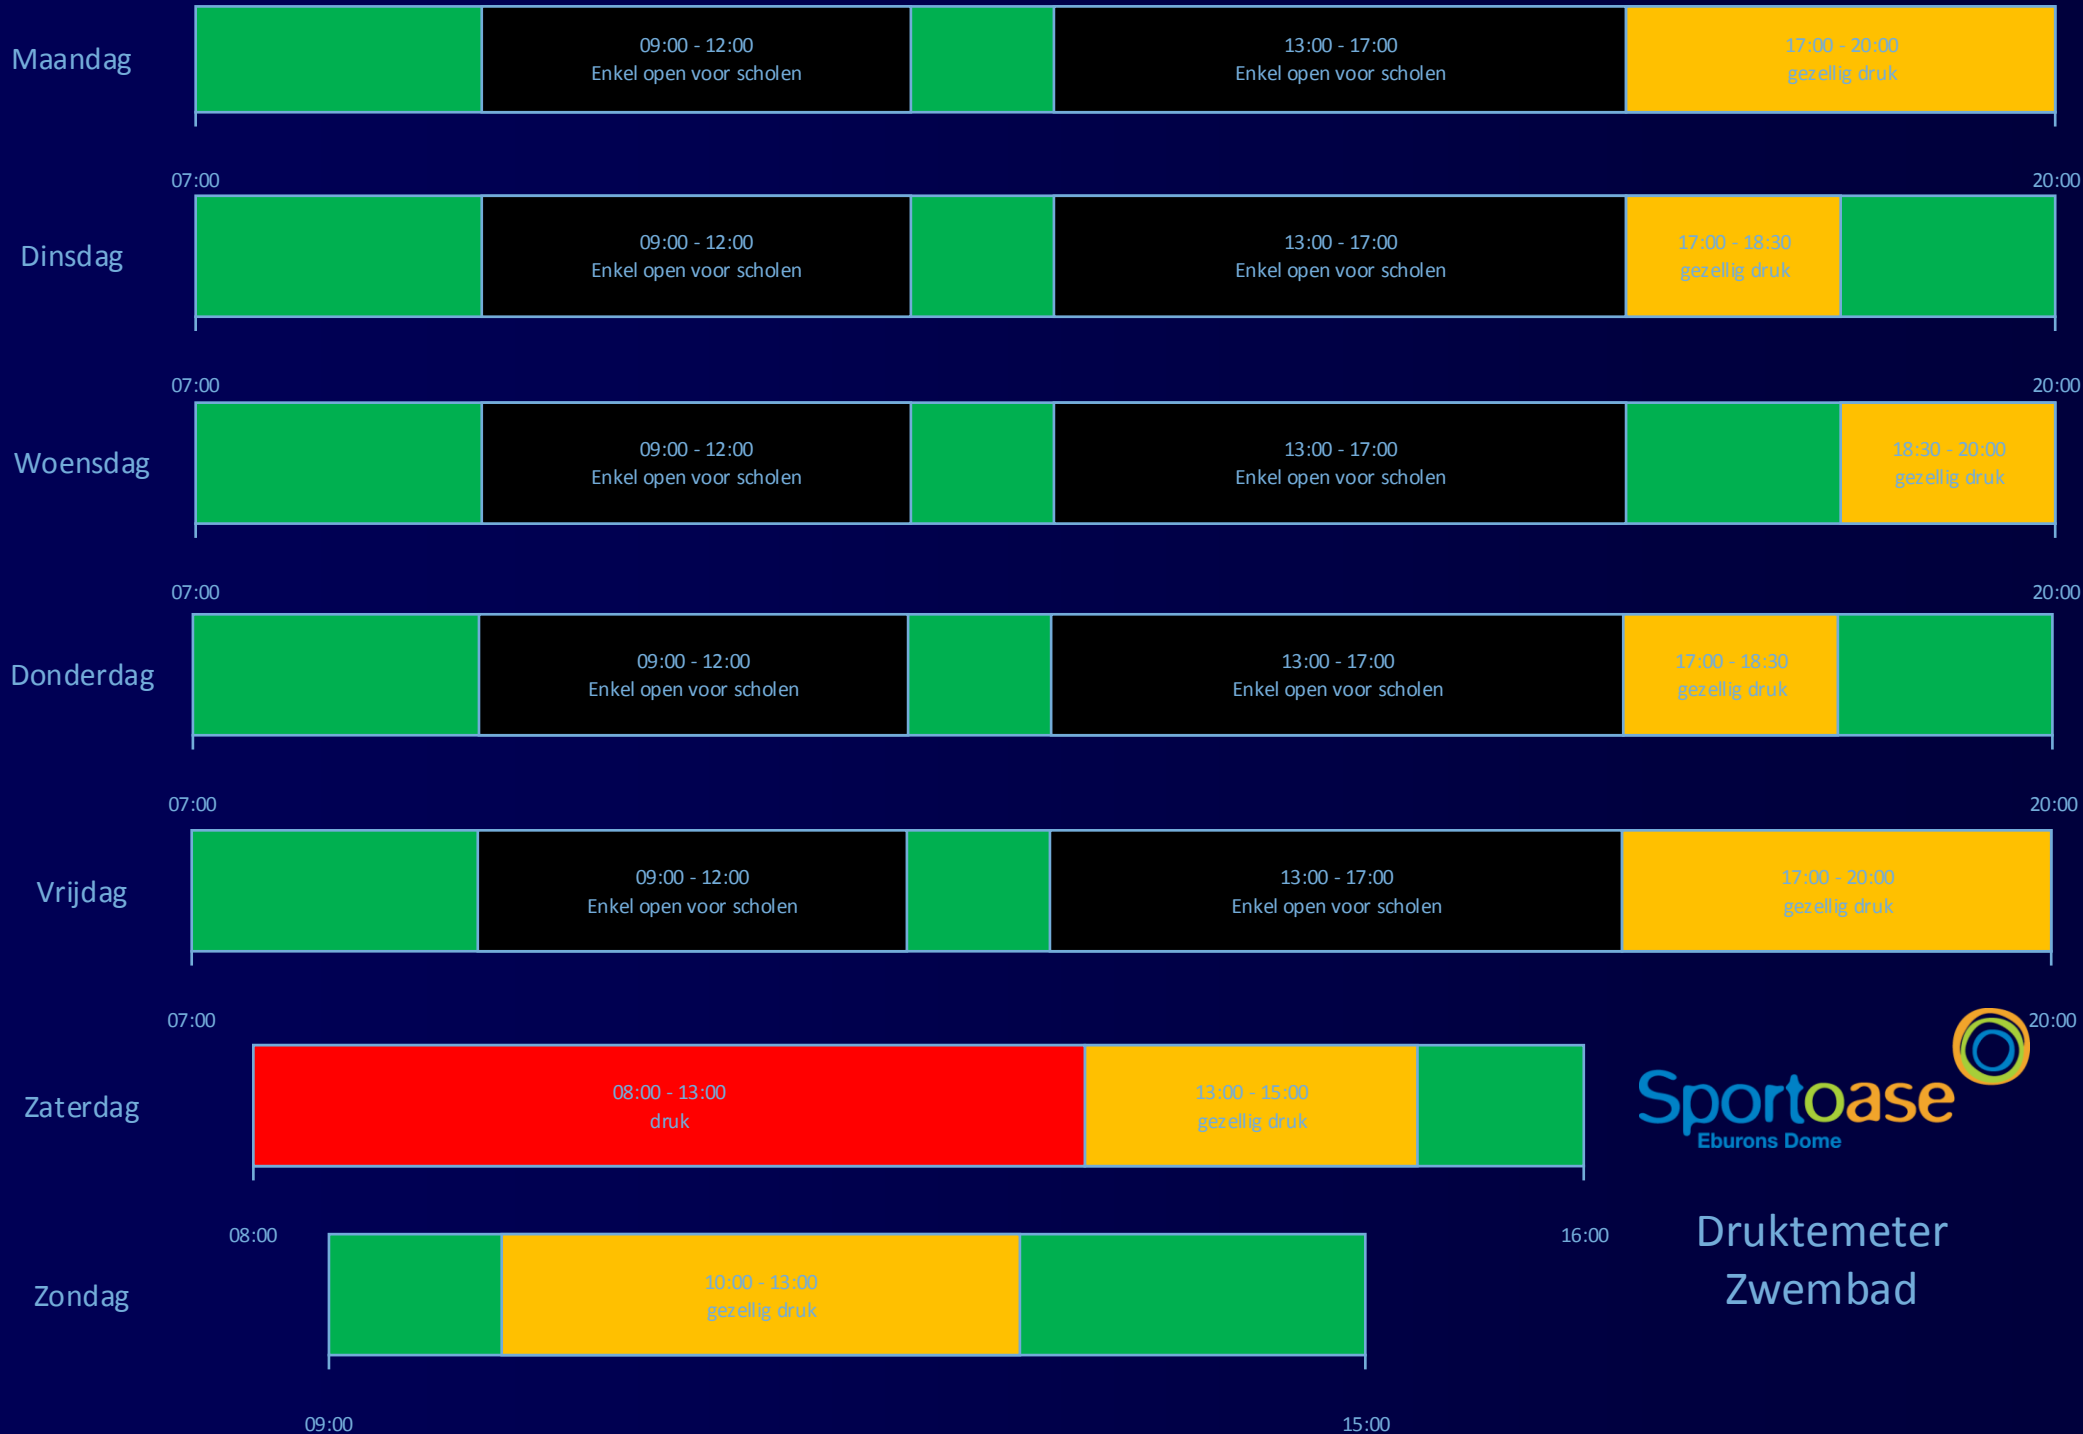 Maandag
09:00 - 12:00
Enkel open voor scholen
13:00 - 17:00
Enkel open voor scholen
17:00 - 20:00
gezellig druk
07:00
20:00
Dinsdag
09:00 - 12:00
Enkel open voor scholen
13:00 - 17:00
Enkel open voor scholen
17:00 - 18:30
gezellig druk
07:00
20:00
Woensdag
09:00 - 12:00
Enkel open voor scholen
13:00 - 17:00
Enkel open voor scholen
18:30 - 20:00
gezellig druk
07:00
20:00
Donderdag
09:00 - 12:00
Enkel open voor scholen
13:00 - 17:00
Enkel open voor scholen
17:00 - 18:30
gezellig druk
07:00
20:00
Vrijdag
09:00 - 12:00
Enkel open voor scholen
13:00 - 17:00
Enkel open voor scholen
17:00 - 20:00
gezellig druk
07:00
20:00
Zaterdag
08:00 - 13:00
druk
13:00 - 15:00
gezellig druk
Sportoase
Eburons Dome
08:00
16:00
Druktemeter
Zwembad
Zondag
10:00 - 13:00
gezellig druk
09:00
15:00